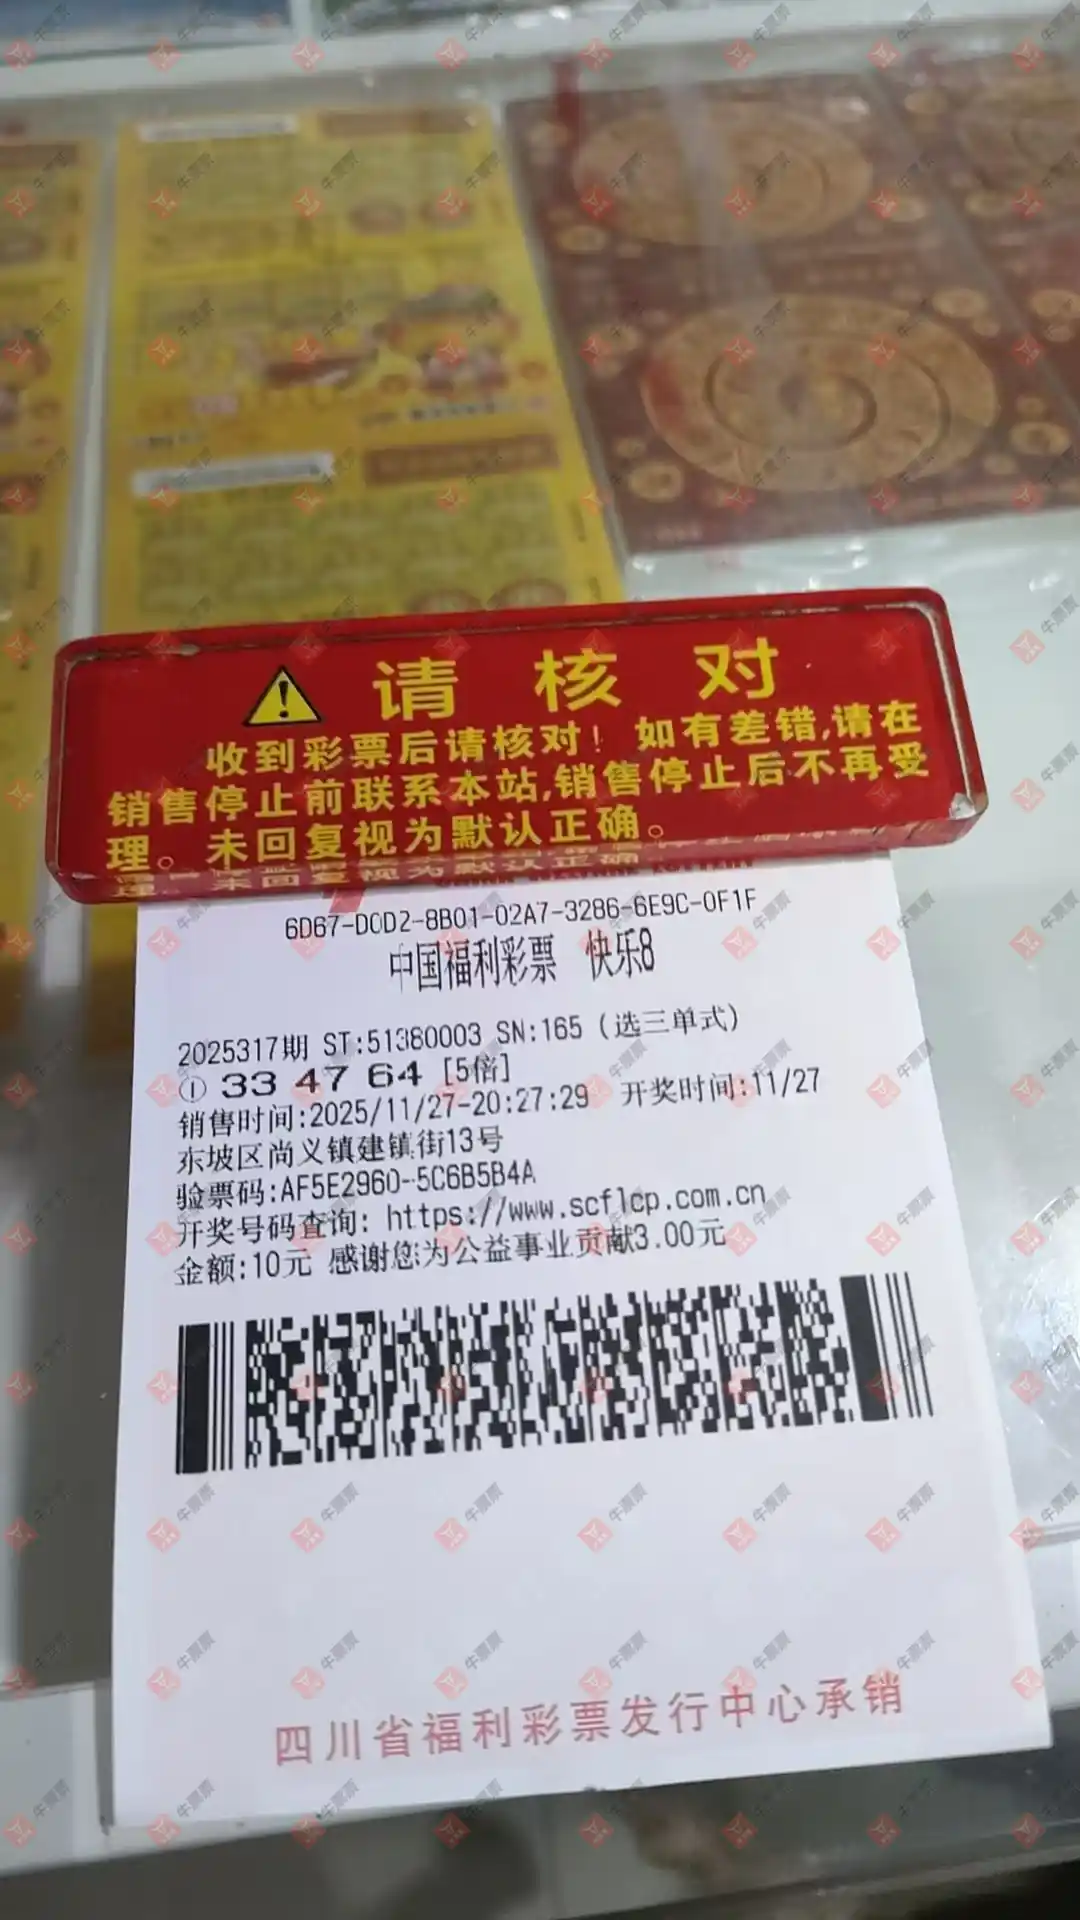 请核对
收到彩票后请核对！如有差错,请在
销售停止前联系本站,销售停止后不再受
理。未回复视为默认正确。
6D67-D0D2-8B01-02A7-3286-6E9C-0F1F
中国福利彩票 快乐8
2025317期 ST:51380003 SN:165 (选三单式)
① 33 47 64 [5倍]
销售时间:2025/11/27-20:27:29 开奖时间:11/27
东坡区尚义镇建镇街13号
验票码:AF5E2960-5C6B5B4A
开奖号码查询: https://www.scflcp.com.cn
金额:10元 感谢您为公益事业贡献3.00元
四川省福利彩票发行中心承销
牛票票